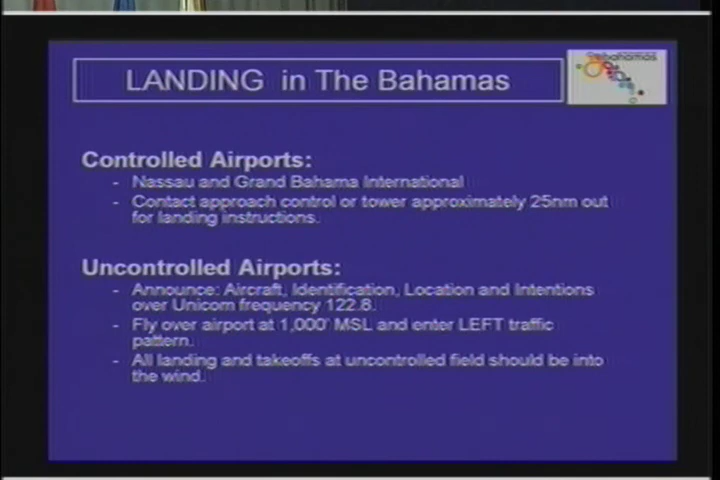 LANDING in The Bahamas
bahamas
Controlled Airports:
- Nassau and Grand Bahama International
- Contact approach control or tower approximately 25nm out
for landing instructions.
Uncontrolled Airports:
- Announce: Aircraft, Identification, Location and Intentions
over Unicom frequency 122.8.
- Fly over airport at 1,000' MSL and enter LEFT traffic
pattern.
- All landing and takeoffs at uncontrolled field should be into
the wind.